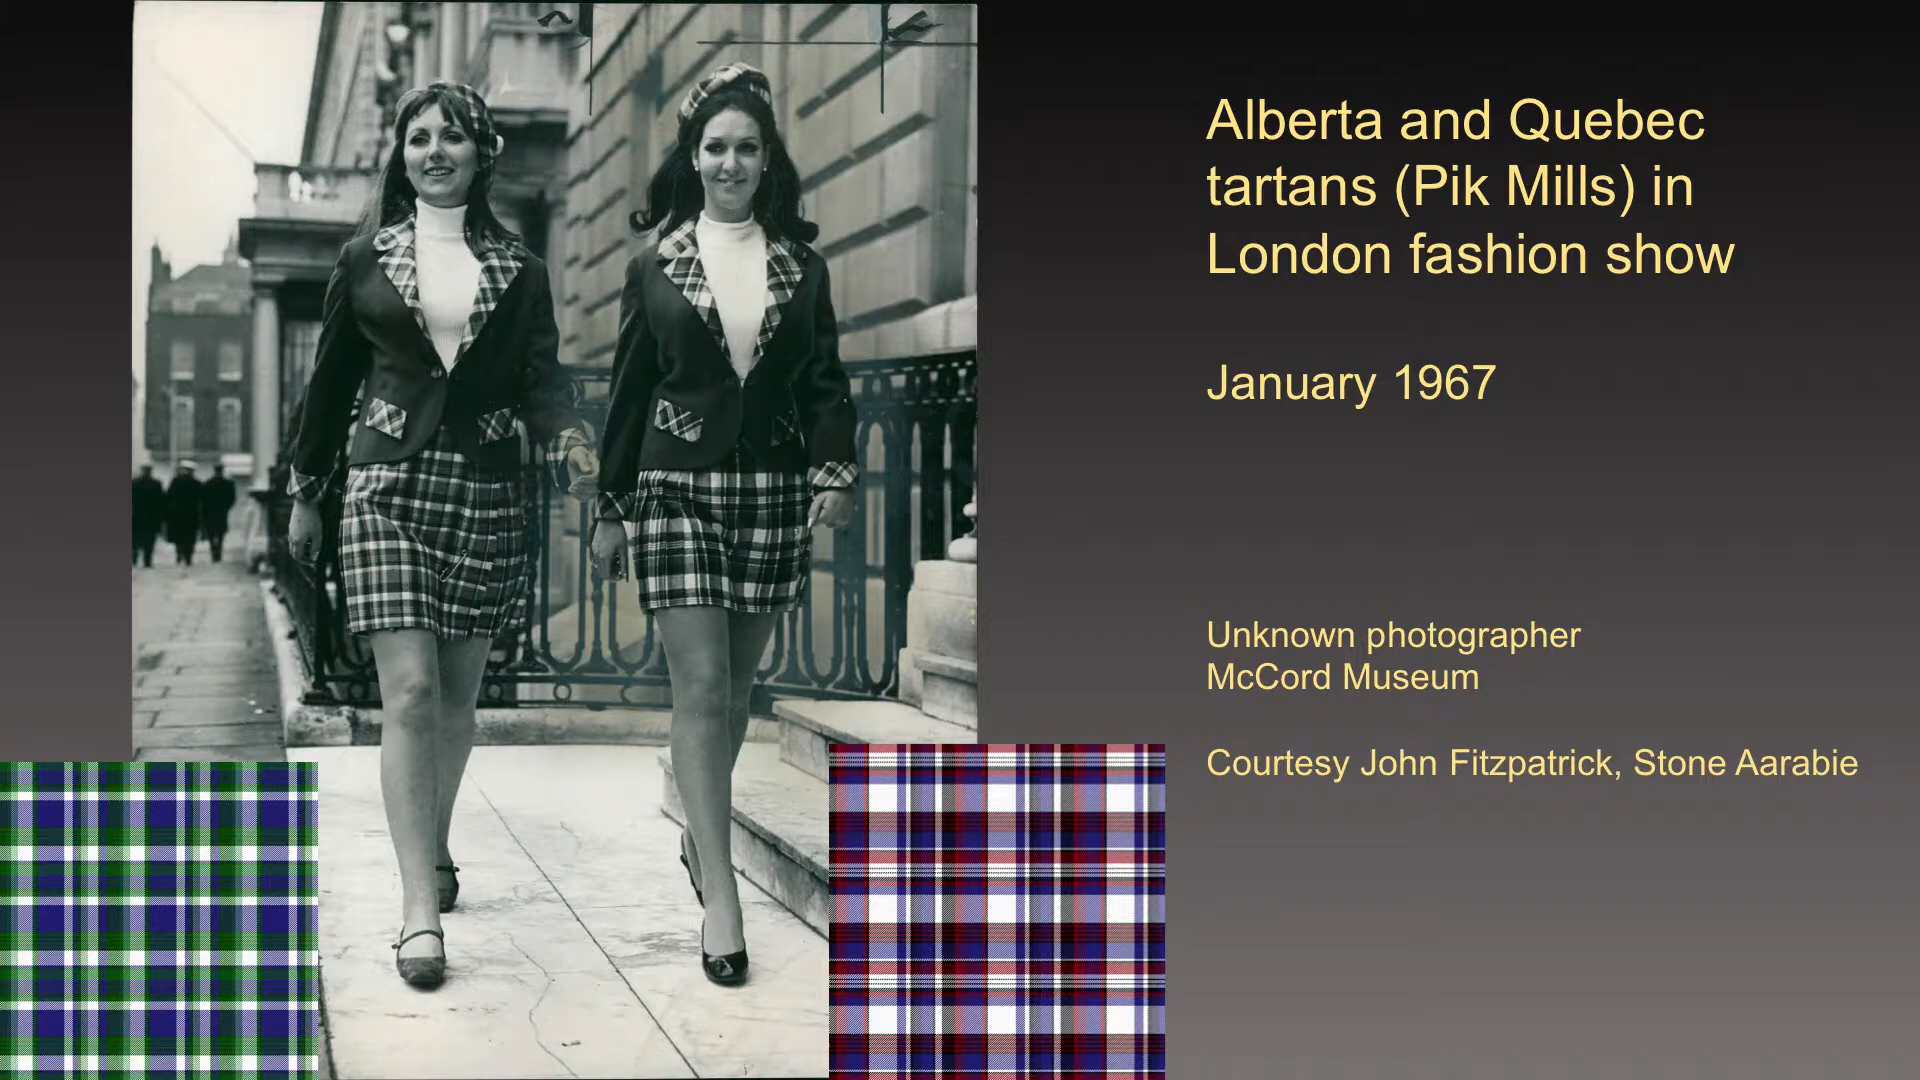 Alberta and Quebec
tartans (Pik Mills) in
London fashion show
January 1967
Unknown photographer
McCord Museum
Courtesy John Fitzpatrick, Stone Aarabie